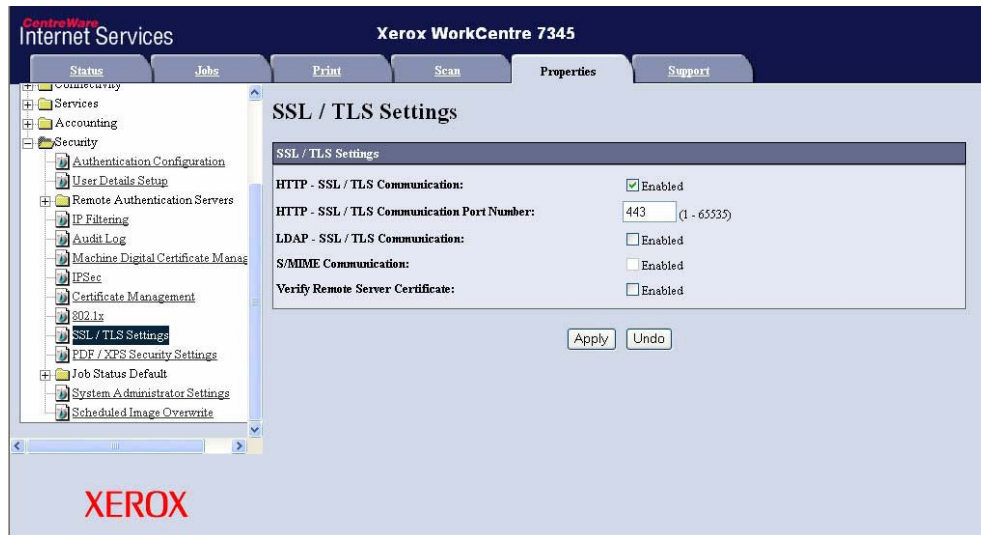 CentreWare
Internet Services
Xerox WorkCentre 7345
Status Jobs Print Scan Properties Support
Connectivity
Services
Accounting
Security
Authentication Configuration
User Details Setup
Remote Authentication Servers
IP Filtering
Audit Log
Machine Digital Certificate Manag
IPSec
Certificate Management
802.1x
SSL / TLS Settings
PDF / XPS Security Settings
Job Status Default
System Administrator Settings
Scheduled Image Overwrite
XEROX
SSL / TLS Settings
SSL / TLS Settings
HTTP - SSL / TLS Communication: Enabled
HTTP - SSL / TLS Communication Port Number: 443 (1 - 65535)
LDAP - SSL / TLS Communication: Enabled
S/MIME Communication: Enabled
Verify Remote Server Certificate: Enabled
Apply Undo